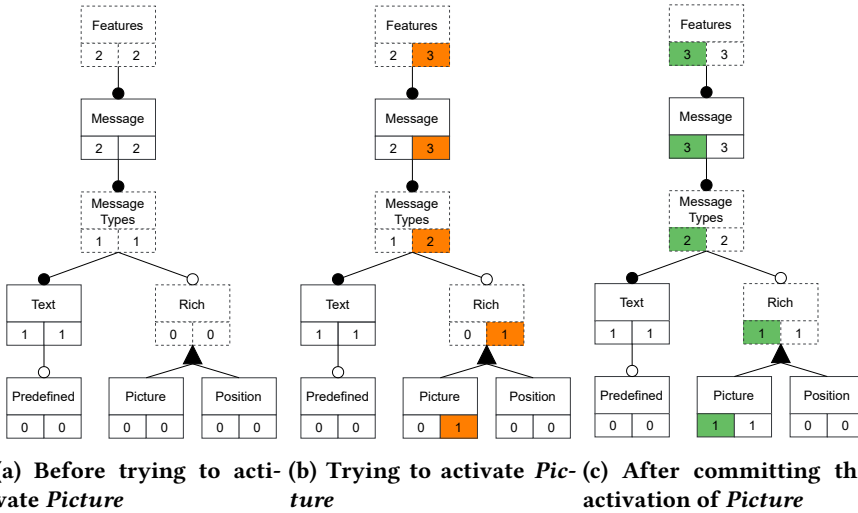 Features
2 2
Message
2 2
Message
Types
1 1
Text
1 1
Rich
0 0
Predefined
0 0
Picture
0 0
Position
0 0
(a) Before trying to acti-
vate Picture
Features
2 3
Message
2 3
Message
Types
1 2
Text
1 1
Rich
0 1
Predefined
0 0
Picture
0 1
Position
0 0
(b) Trying to activate Pic-
ture
Features
3 3
Message
3 3
Message
Types
2 2
Text
1 1
Rich
1 1
Predefined
0 0
Picture
1 1
Position
0 0
(c) After committing th
activation of Picture